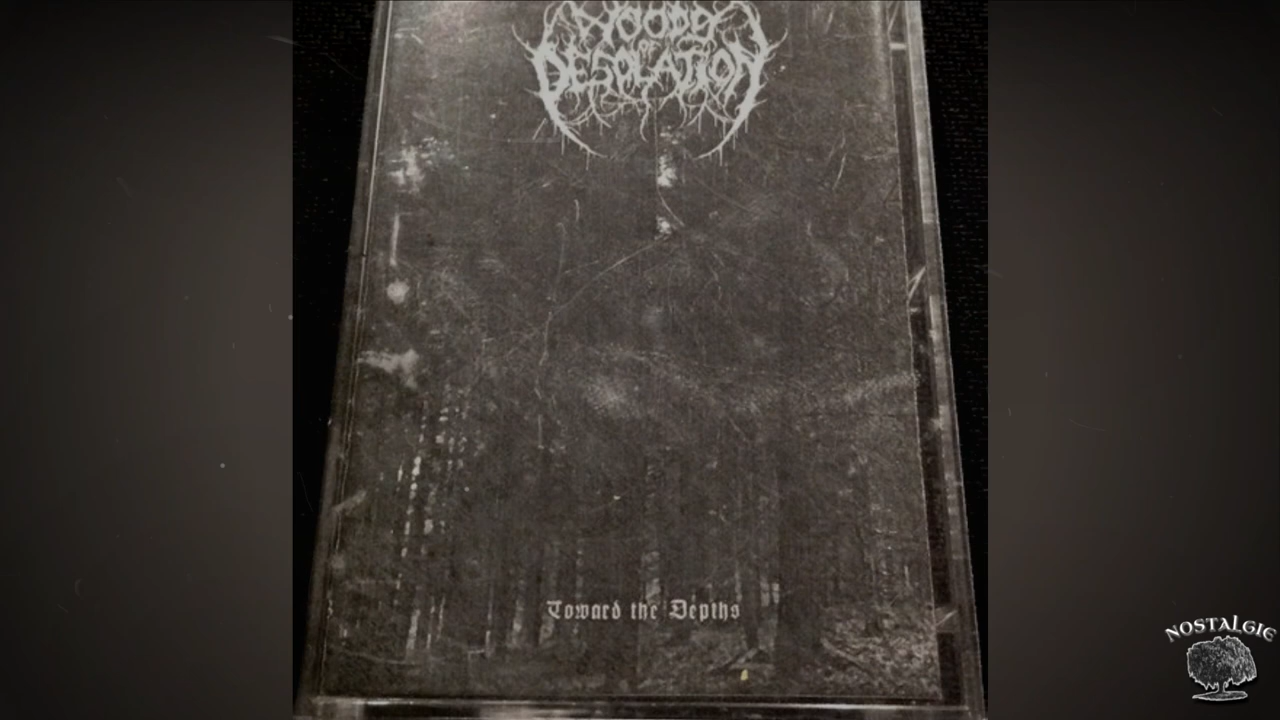 WOODS
OF
DESOLATION
Toward the Depths
NOSTALGIE